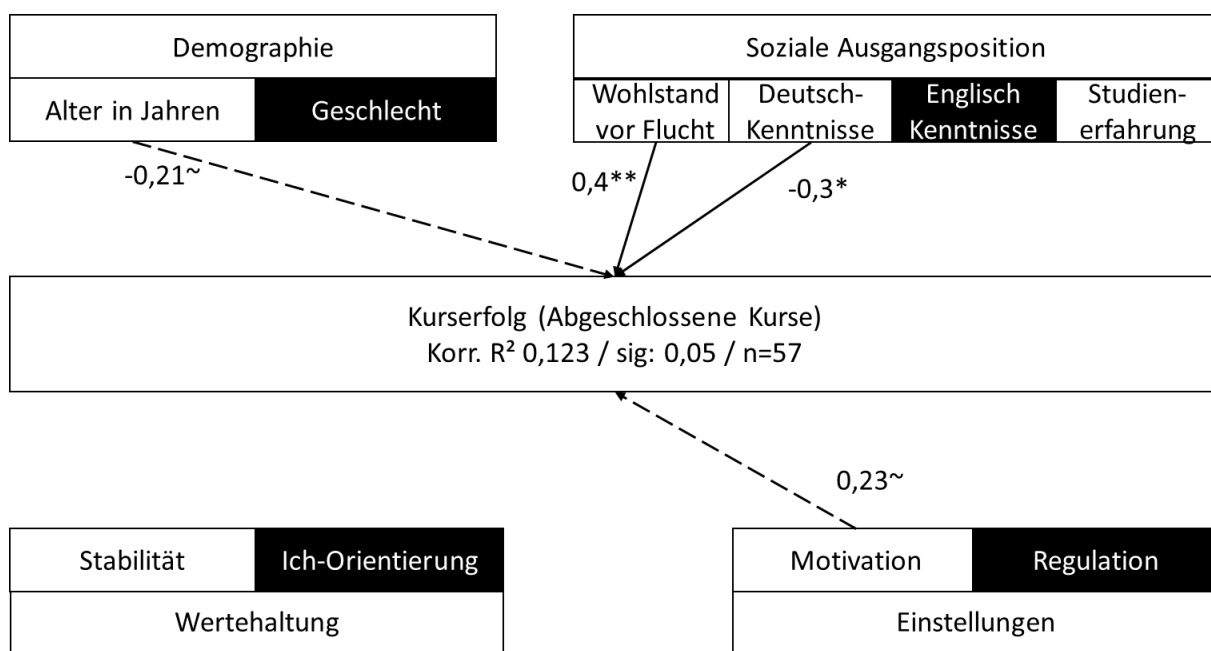 Demographie
Alter in Jahren
Geschlecht
Soziale Ausgangsposition
Wohlstand
vor Flucht
Deutsch-
Kenntnisse
Englisch
Kenntnisse
Studien-
erfahrung
-0,21~
0,4**
-0,3*
Kurserfolg (Abgeschlossene Kurse)
Korr. R² 0,123 / sig: 0,05 / n=57
0,23~
Stabilität
Ich-Orientierung
Wertehaltung
Motivation
Regulation
Einstellungen